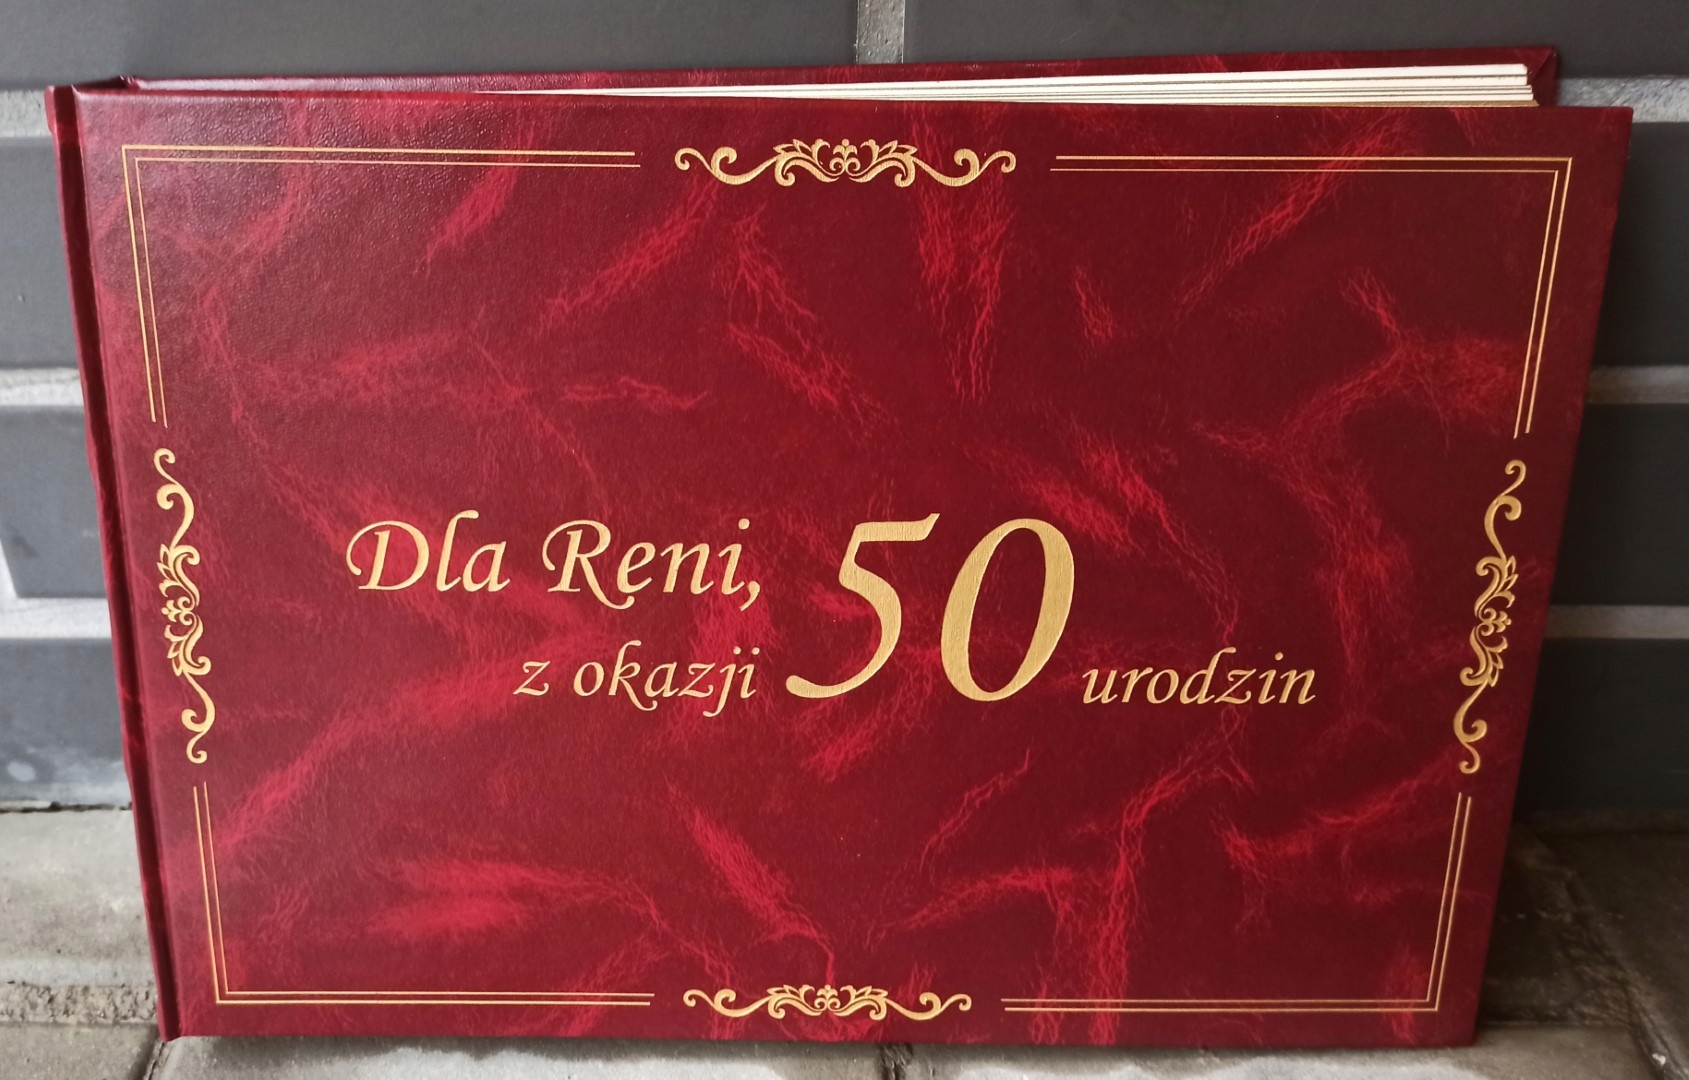 Dla Reni,
z okazji 50 urodzin